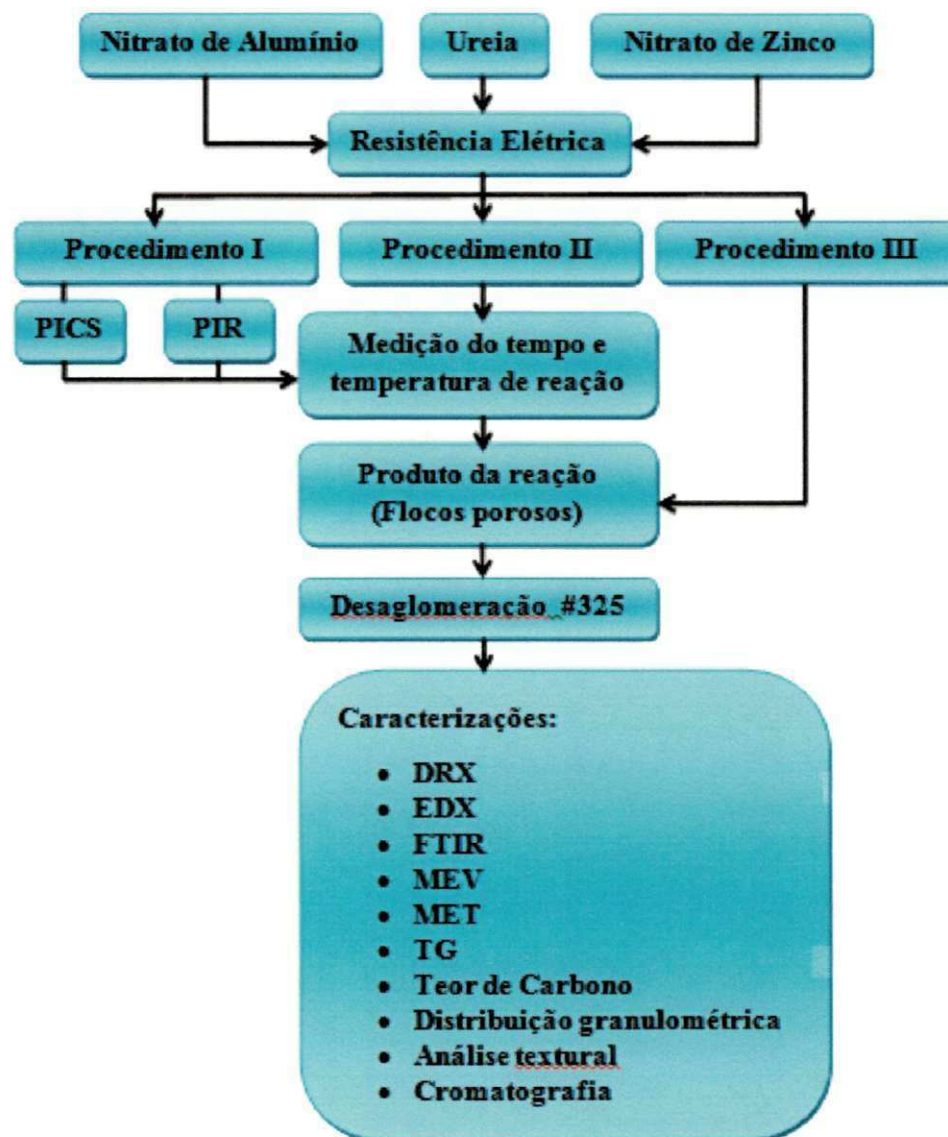 Nitrato de Alumínio
Ureia
Nitrato de Zinco
Resistência Elétrica
Procedimento I
Procedimento II
Procedimento III
PICS
PIR
Medição do tempo e
temperatura de reação
Produto da reação
(Flocos porosos)
Desaglomeração #325
Caracterizações:
• DRX
• EDX
• FTIR
• MEV
• MET
• TG
• Teor de Carbono
• Distribuição granulométrica
• Análise textural
• Cromatografia